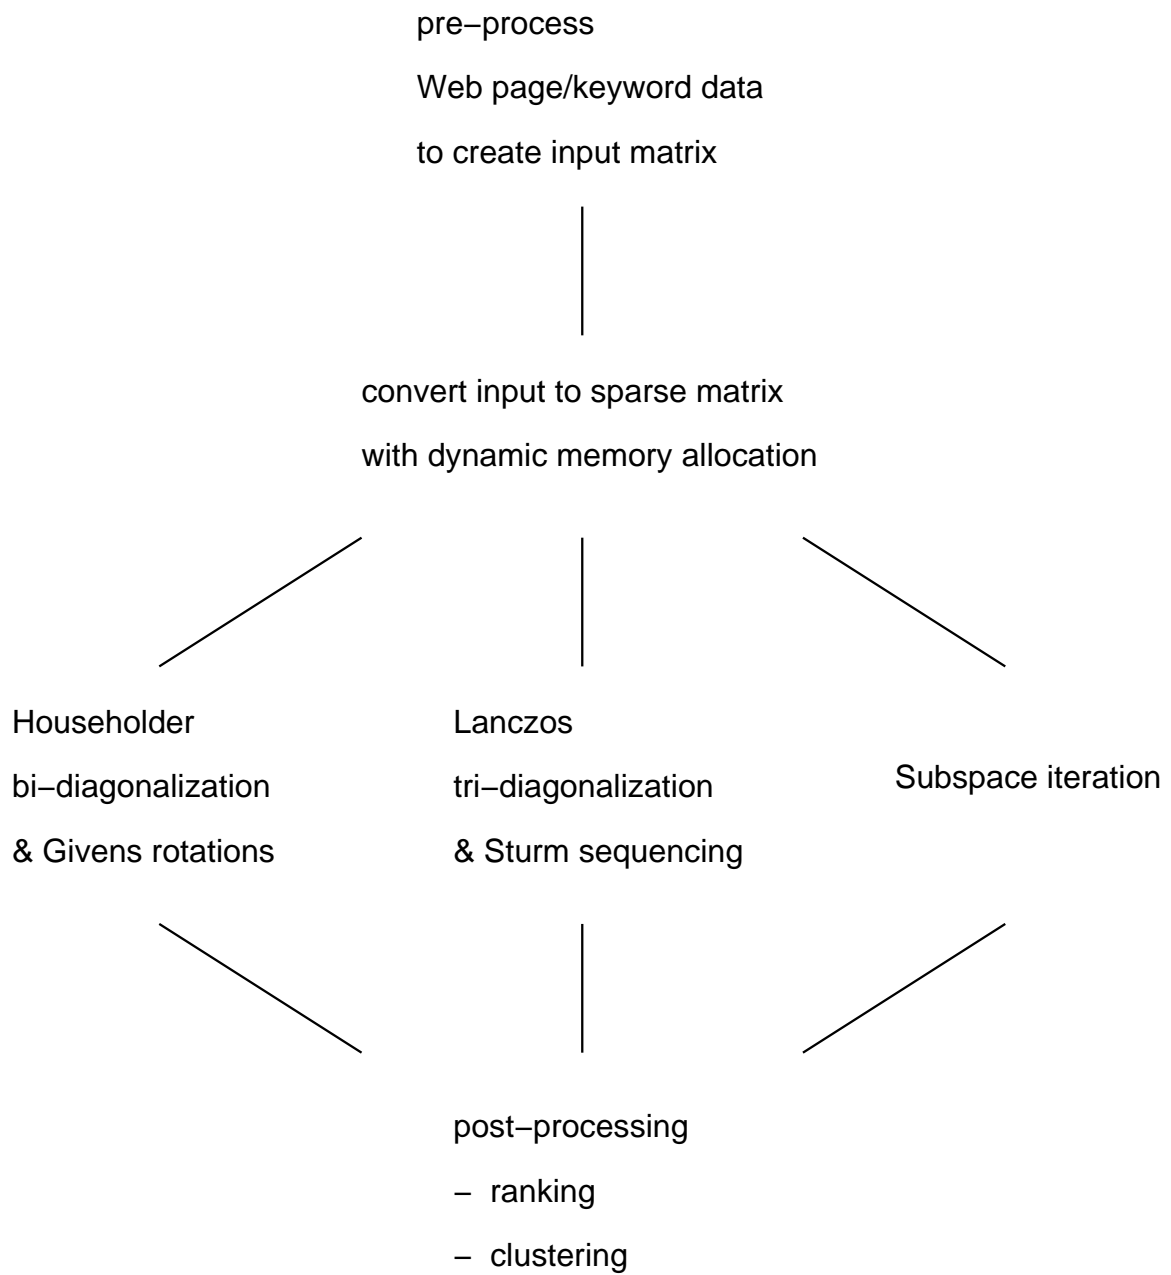 pre−process
Web page/keyword data
to create input matrix
convert input to sparse matrix
with dynamic memory allocation
Householder
bi−diagonalization
& Givens rotations
Lanczos
tri−diagonalization
& Sturm sequencing
Subspace iteration
post−processing
− ranking
− clustering